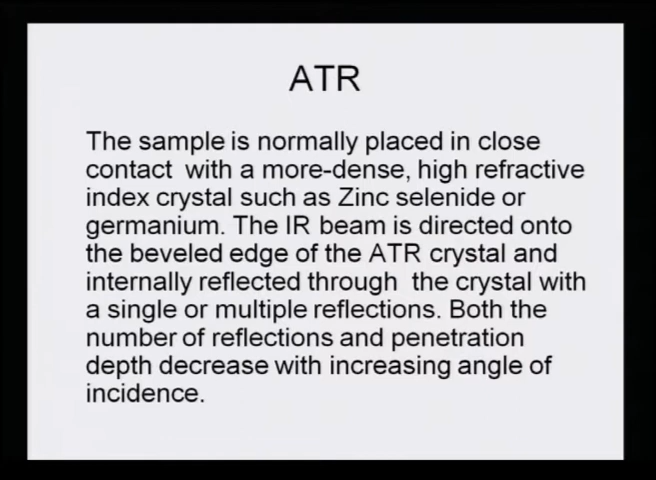 ATR
The sample is normally placed in close
contact with a more-dense, high refractive
index crystal such as Zinc selenide or
germanium. The IR beam is directed onto
the beveled edge of the ATR crystal and
internally reflected through the crystal with
a single or multiple reflections. Both the
number of reflections and penetration
depth decrease with increasing angle of
incidence.